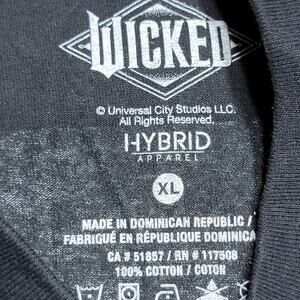 WICKED
© Universal City Studios LLC.
All Rights Reserved.
HYBRID
APPAREL
XL
MADE IN DOMINICAN REPUBLIC /
FABRIQUÉ EN RÉPUBLIQUE DOMINICA
CA # 51857 / RN # 117508
100% COTTON / COTON